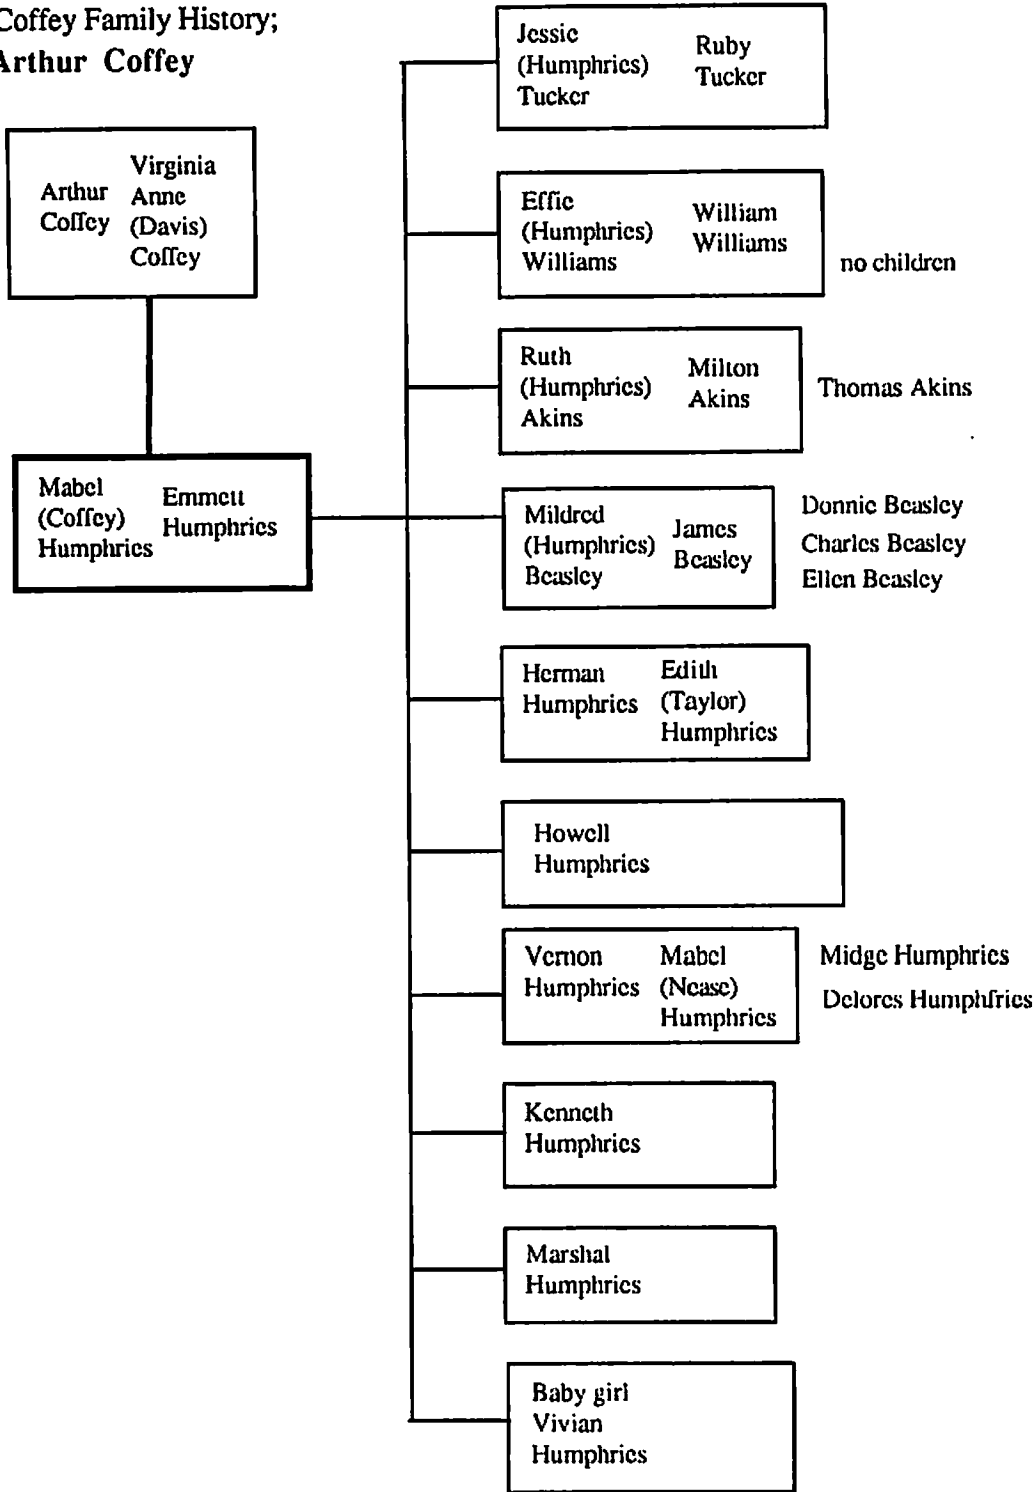 Coffey Family History;
Arthur Coffey
Arthur
Coffey
Virginia
Anne
(Davis)
Coffey
Mabel
(Coffey)
Humphries
Emmett
Humphries
Jessie
(Humphries)
Tucker
Ruby
Tucker
Effie
(Humphries)
Williams
William
Williams
no children
Ruth
(Humphries)
Akins
Milton
Akins
Thomas Akins
Mildred
(Humphries)
Beasley
James
Beasley
Donnie Beasley
Charles Beasley
Ellen Beasley
Herman
Humphries
Edith
(Taylor)
Humphries
Howell
Humphries
Vernon
Humphries
Mabel
(Nease)
Humphries
Midge Humphries
Delores Humphfries
Kenneth
Humphries
Marshal
Humphries
Baby girl
Vivian
Humphries